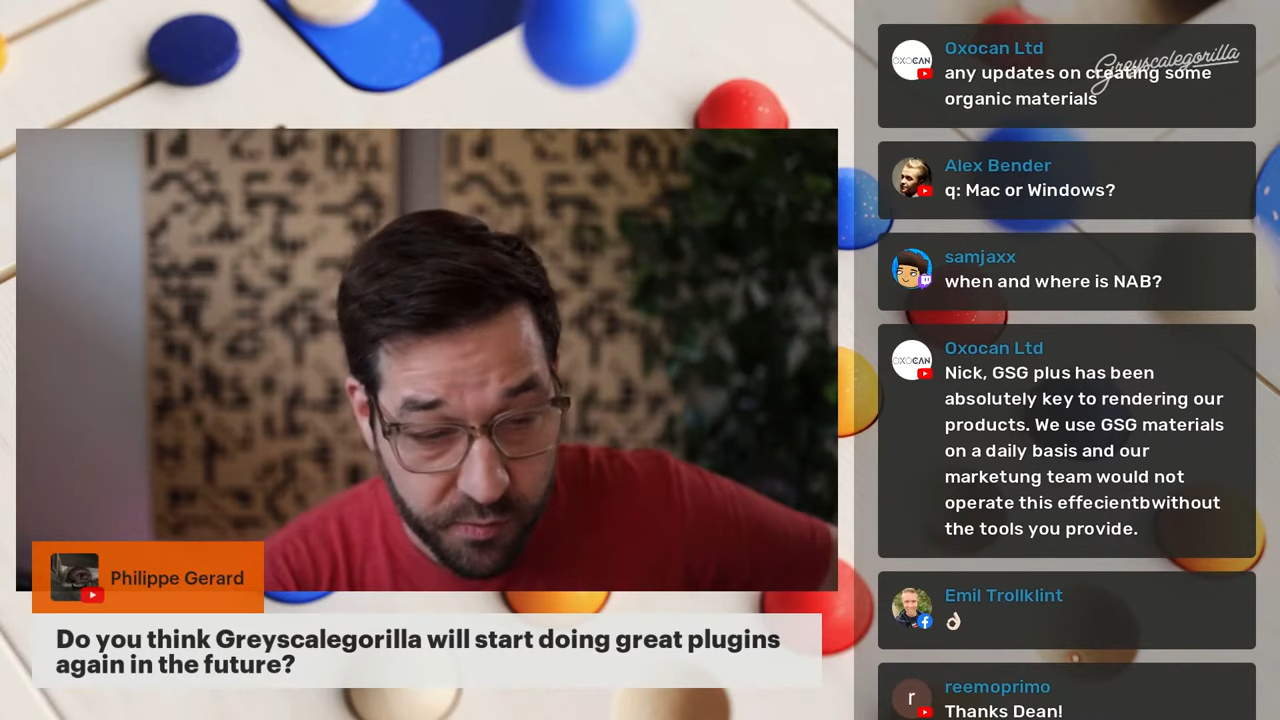 Oxocan Ltd
any updates on creating some
organic materials
Greyscalegorilla
OXOCAN
Alex Bender
q: Mac or Windows?
samjaxx
when and where is NAB?
Oxocan Ltd
OXOCAN
Nick, GSG plus has been
absolutely key to rendering our
products. We use GSG materials
on a daily basis and our
marketung team would not
operate this effecientbwithout
the tools you provide.
Emil Trollklint
👌
r
reemoprimo
Thanks Dean!
Philippe Gerard
Do you think Greyscalegorilla will start doing great plugins
again in the future?